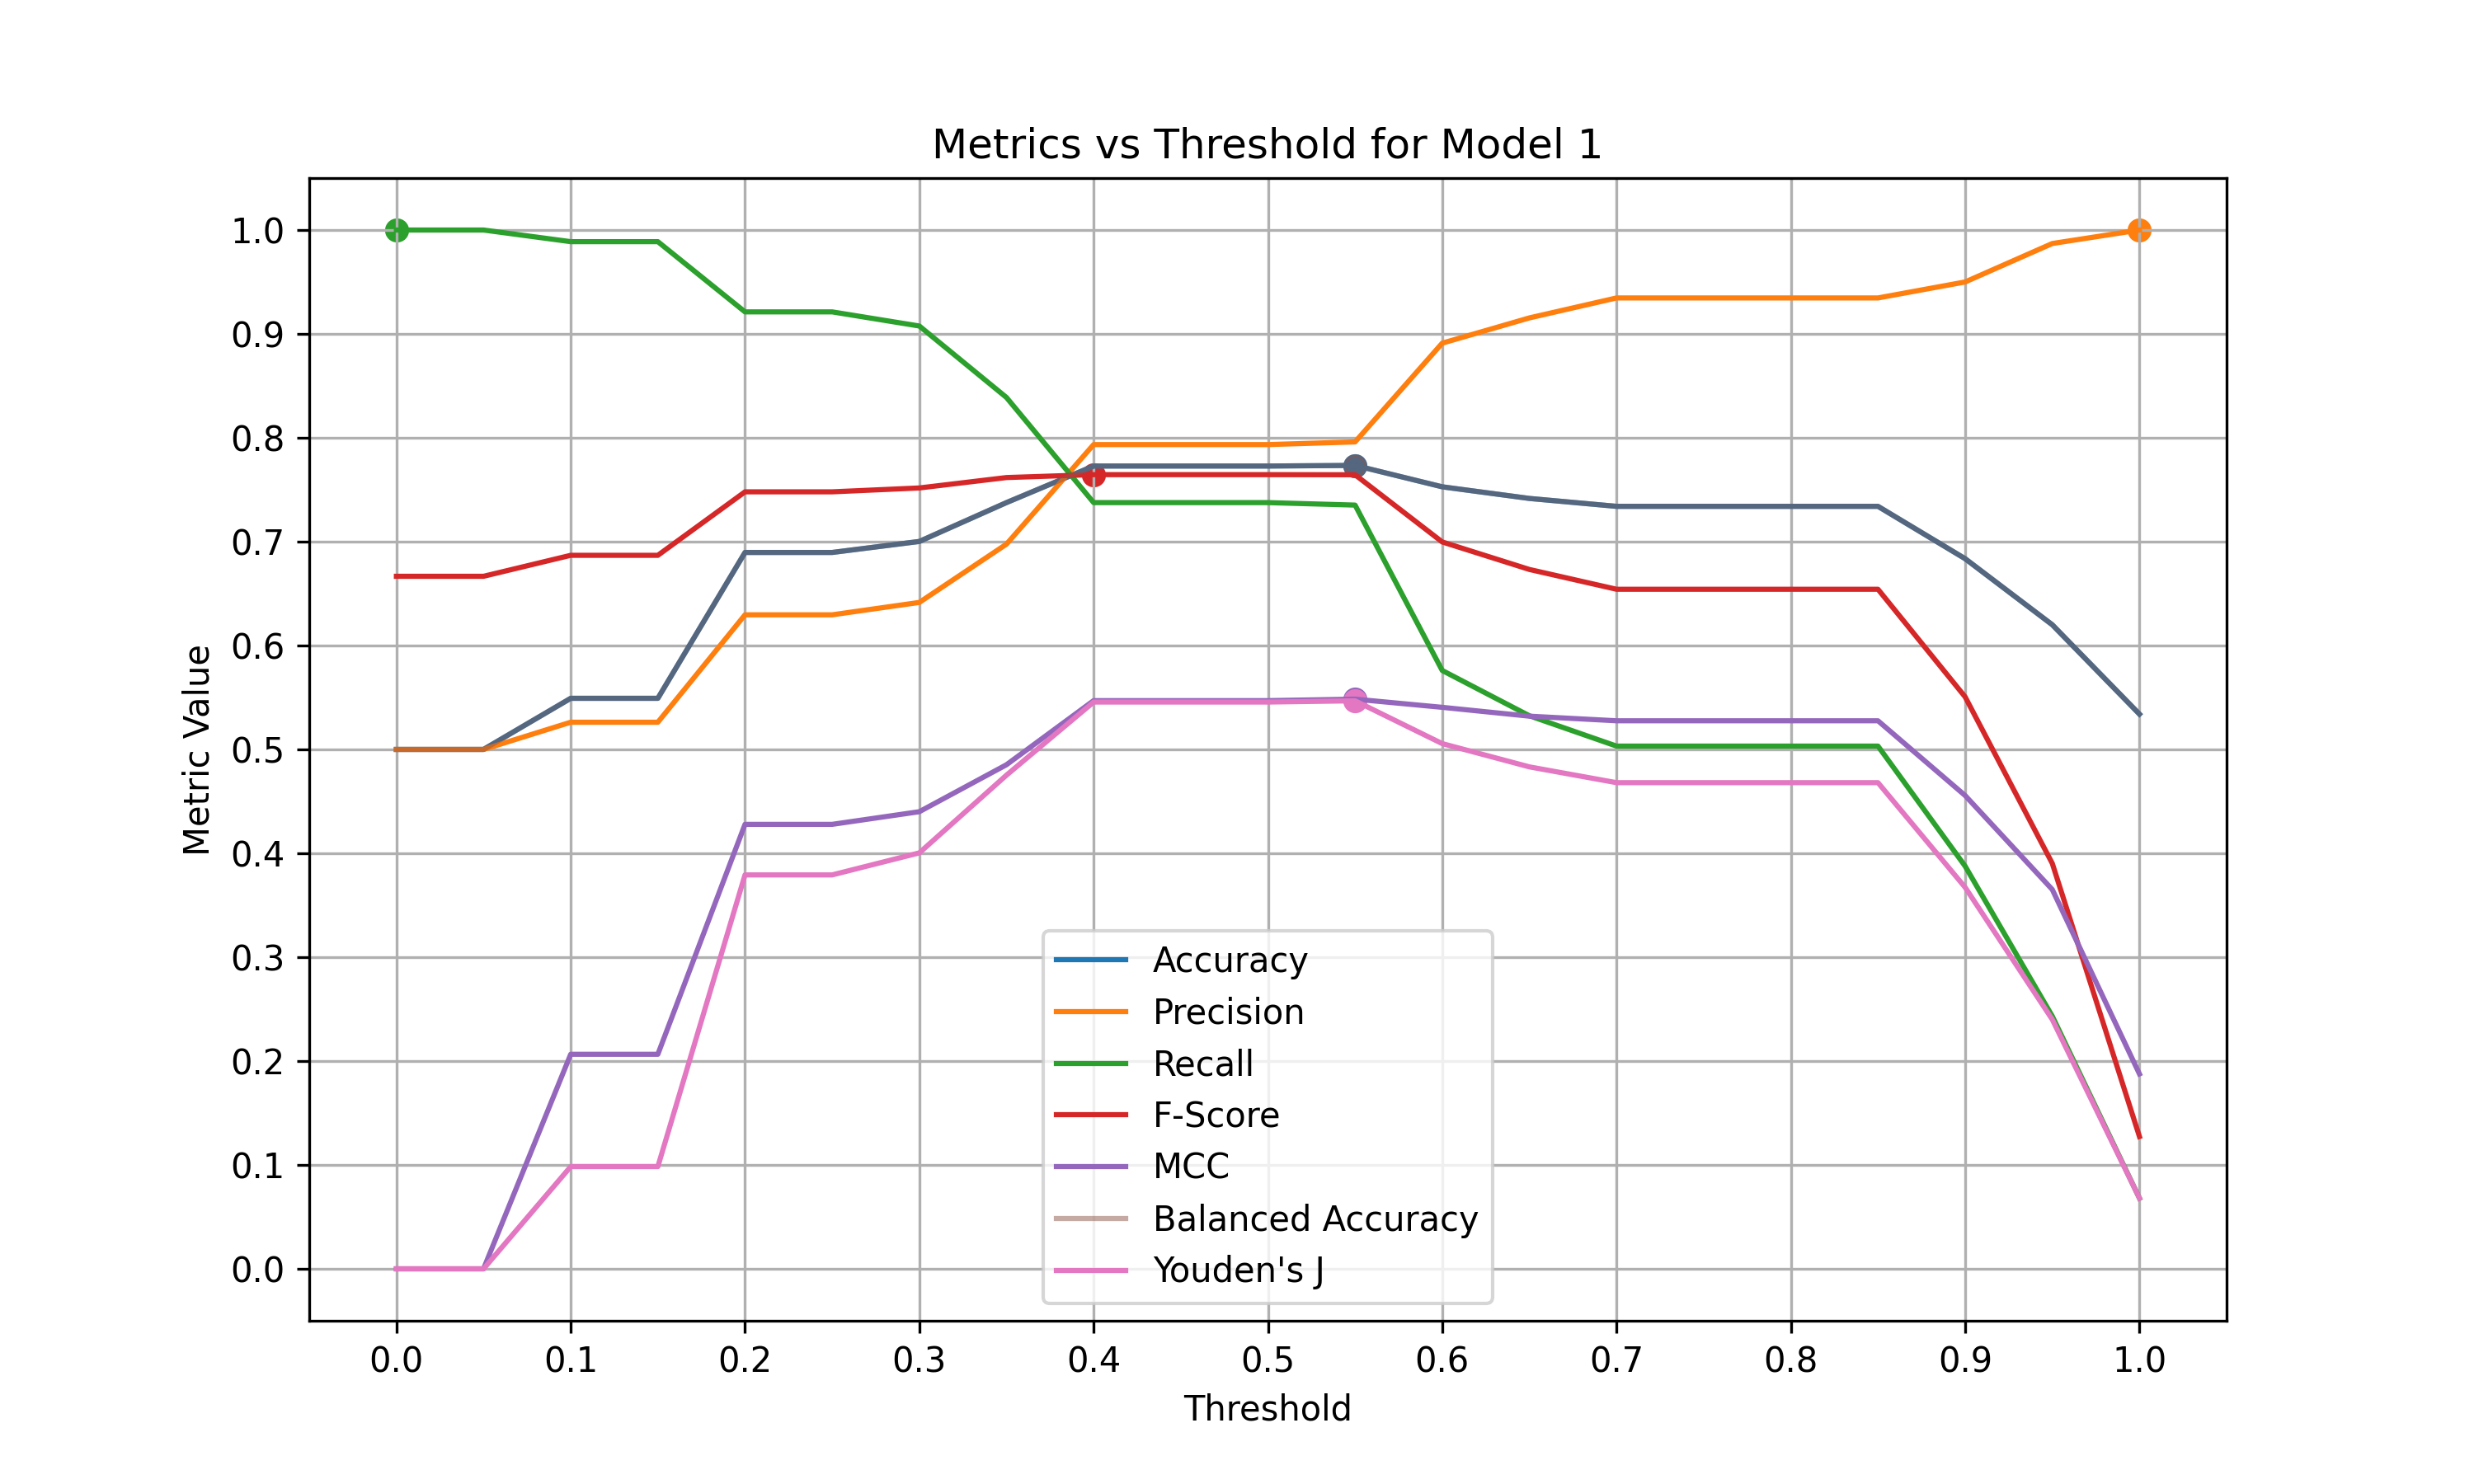 Metrics vs Threshold for Model 1
Metric Value
1.0
0.9
0.8
0.7
0.6
0.5
0.4
0.3
0.2
0.1
0.0
Accuracy
Precision
Recall
F-Score
MCC
Balanced Accuracy
Youden's J
0.0 0.1 0.2 0.3 0.4 0.5 0.6 0.7 0.8 0.9 1.0
Threshold